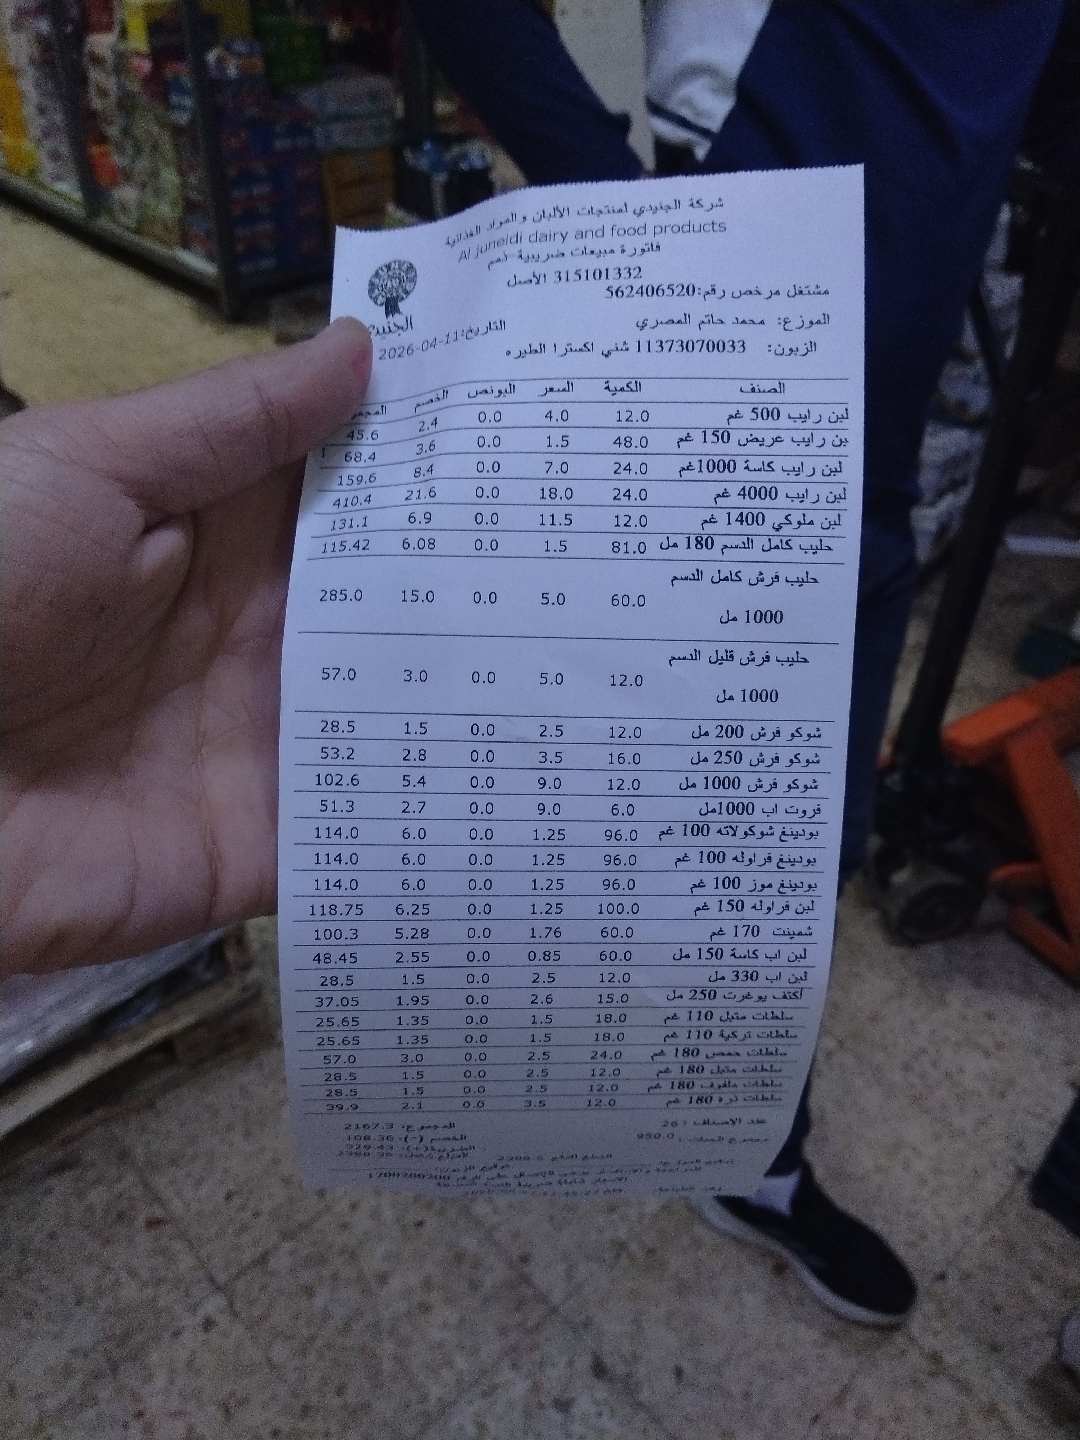 شركة الجنيدي لمنتجات الألبان والمواد الغذائية
Al juneidi dairy and food products
فاتورة مبيعات ضريبية-ذمم
315101332 الأصل
مشتغل مرخص رقم:562406520
الجنيدي
الموزع: محمد حاتم المصري
التاريخ:2026-04-11
الزبون: 11373070033 شني اكسترا الطيره
الصنف الكمية السعر البونص الخصم المجمو
لبن رايب 500 غم 12.0 4.0 0.0 2.4 45.6
بن رايب عريض 150 غم 48.0 1.5 0.0 3.6 68.4
لبن رايب كاسة 1000غم 24.0 7.0 0.0 8.4 159.6
لبن رايب 4000 غم 24.0 18.0 0.0 21.6 410.4
لبن ملوكي 1400 غم 12.0 11.5 0.0 6.9 131.1
حليب كامل الدسم 180 مل 81.0 1.5 0.0 6.08 115.42
حليب فرش كامل الدسم
1000 مل 60.0 5.0 0.0 15.0 285.0
حليب فرش قليل الدسم
1000 مل 12.0 5.0 0.0 3.0 57.0
شوكو فرش 200 مل 12.0 2.5 0.0 1.5 28.5
شوكو فرش 250 مل 16.0 3.5 0.0 2.8 53.2
شوكو فرش 1000 مل 12.0 9.0 0.0 5.4 102.6
فروت اب 1000مل 6.0 9.0 0.0 2.7 51.3
بودينغ شوكولاته 100 غم 96.0 1.25 0.0 6.0 114.0
بودينغ فراوله 100 غم 96.0 1.25 0.0 6.0 114.0
بودينغ موز 100 غم 96.0 1.25 0.0 6.0 114.0
لبن فراوله 150 غم 100.0 1.25 0.0 6.25 118.75
شمينت 170 غم 60.0 1.76 0.0 5.28 100.3
لبن اب كاسة 150 مل 60.0 0.85 0.0 2.55 48.45
لبن اب 330 مل 12.0 2.5 0.0 1.5 28.5
أكتف يوغرت 250 مل 15.0 2.6 0.0 1.95 37.05
سلطات متبل 110 غم 18.0 1.5 0.0 1.35 25.65
سلطات تركية 110 غم 18.0 1.5 0.0 1.35 25.65
سلطات حمص 180 غم 24.0 2.5 0.0 3.0 57.0
سلطات متبل 180 غم 12.0 2.5 0.0 1.5 28.5
سلطات ملفوف 180 غم 12.0 2.5 0.0 1.5 28.5
سلطات ذرة 180 غم 12.0 3.5 0.0 2.1 39.9
عدد الاصناف : 26 المجموع: 2167.3
950.0 الخصم (-): 108.36
الضريبة(+): 329.43
1700200200